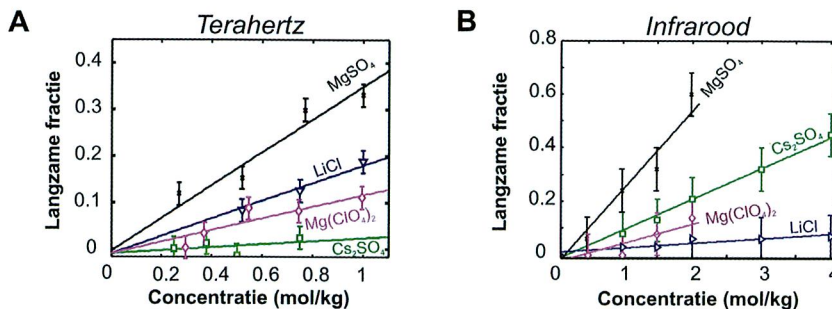 A
Terahertz
Langzame fractie
0.4
0.3
0.2
0.1
0
MgSO₄
LiCl
Mg(ClO₄)₂
Cs₂SO₄
0
0.2
0.4
0.6
0.8
1.0
Concentratie (mol/kg)
B
Infrarood
Langzame fractie
0.8
0.6
0.4
0.2
0
MgSO₄
Cs₂SO₄
Mg(ClO₄)₂
LiCl
0
1
2
3
4
Concentratie (mol/kg)